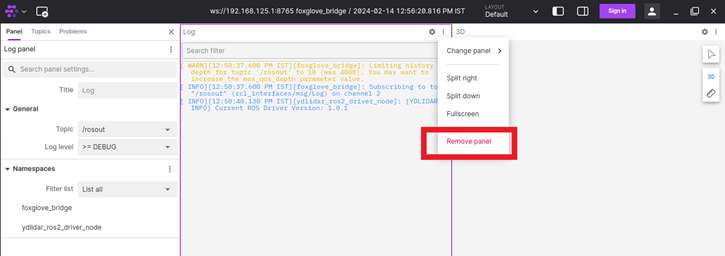 ws://192.168.125.1:8765 foxglove_bridge / 2024-02-14 12:56:20.816 PM IST
LAYOUT
Default
Sign in
Panel Topics Problems
Log panel
Search panel settings...
Title Log
General
Topic /rosout
Log level >= DEBUG
Namespaces
Filter list List all
foxglove_bridge
ydlidar_ros2_driver_node
Log
Search filter
WARN][12:50:37.600 PM IST][foxglove_bridge]: Limiting history
depth for topic '/rosout' to 10 (was 4000). You may want to
increase the max_qos_depth parameter value.
[ INFO][12:50:37.600 PM IST][foxglove_bridge]: Subscribing to to
"/rosout" (rcl_interfaces/msg/Log) on channel 2
[ INFO][12:50:40.130 PM IST][ydlidar_ros2_driver_node]: [YDLIDAR
INFO] Current ROS Driver Version: 1.0.1
Change panel
Split right
Split down
Fullscreen
Remove panel
3D
3D